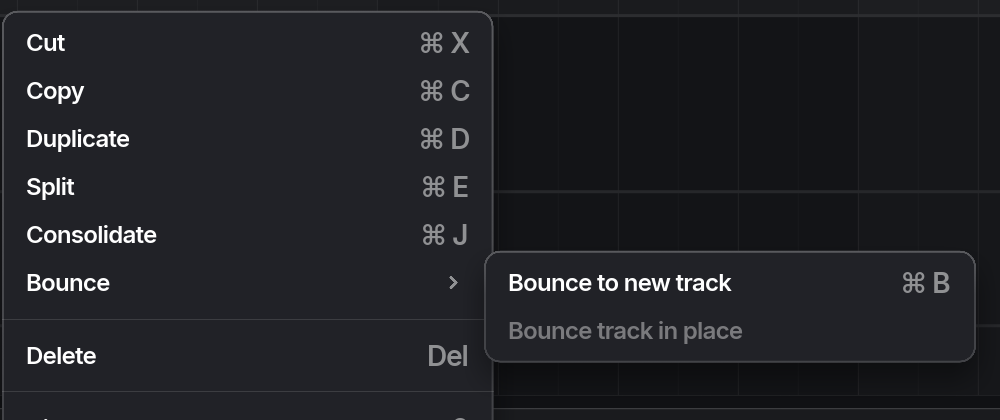 Cut ⌘ X
Copy ⌘ C
Duplicate ⌘ D
Split ⌘ E
Consolidate ⌘ J
Bounce
Bounce to new track ⌘ B
Bounce track in place
Delete Del